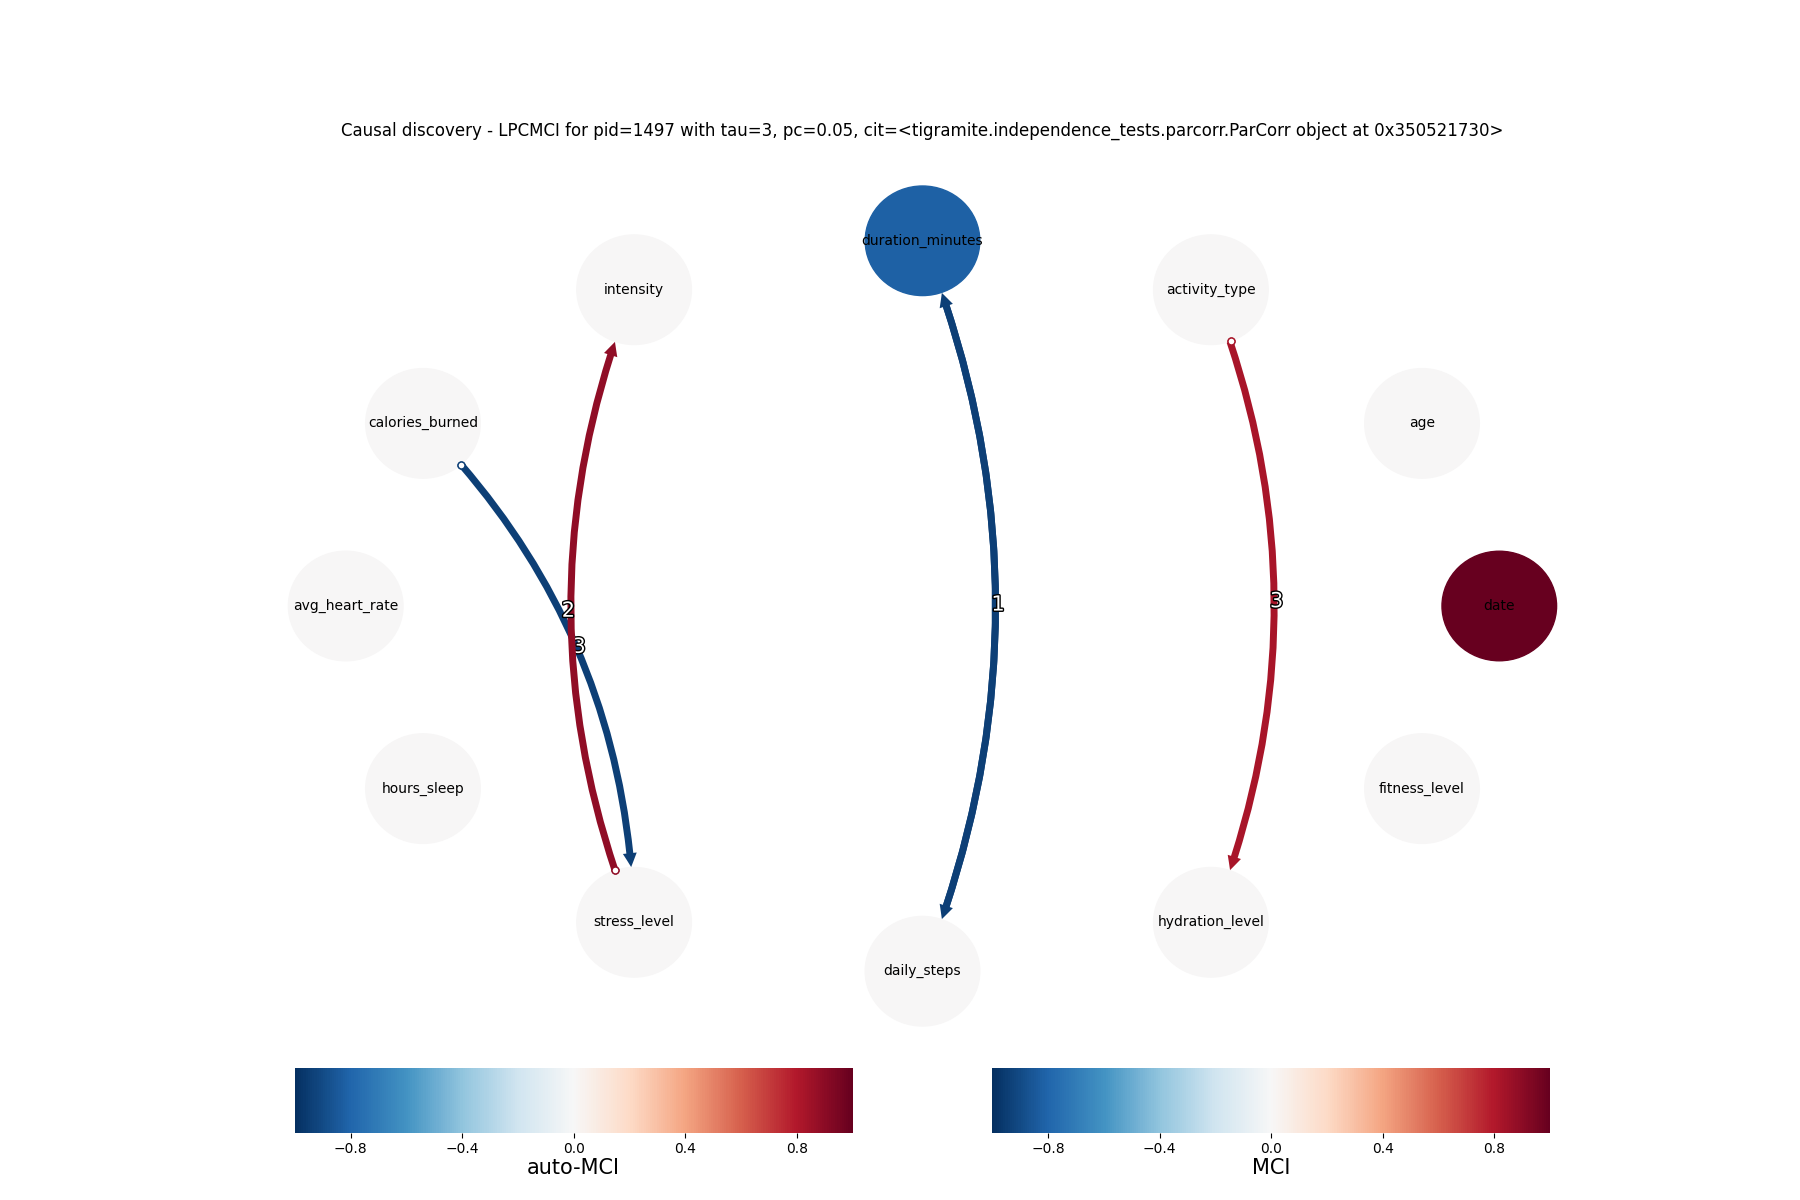 Causal discovery - LPCMCI for pid=1497 with tau=3, pc=0.05, cit=<tigramite.independence_tests.parcorr.ParCorr object at 0x350521730>
duration_minutes
intensity
activity_type
calories_burned
age
avg_heart_rate
2
1
3
date
3
hours_sleep
fitness_level
stress_level
hydration_level
daily_steps
−0.8 −0.4 0.0 0.4 0.8
auto-MCI
−0.8 −0.4 0.0 0.4 0.8
MCI